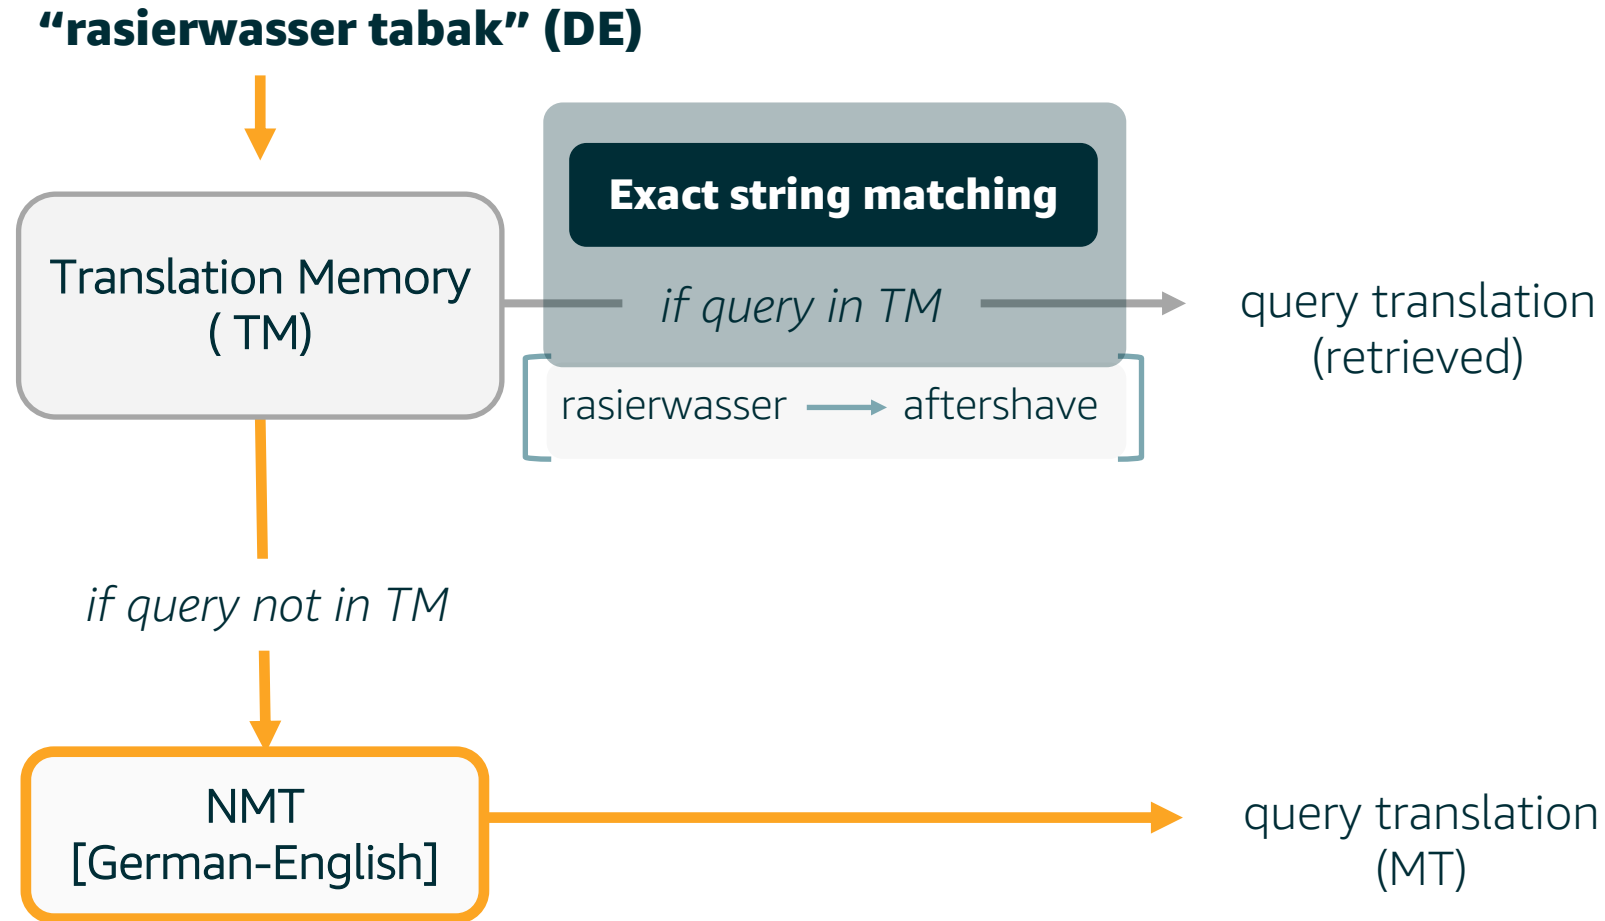 “rasierwasser tabak” (DE)
Exact string matching
Translation Memory
( TM)
if query in TM
query translation
(retrieved)
rasierwasser
aftershave
if query not in TM
NMT
[German-English]
query translation
(MT)